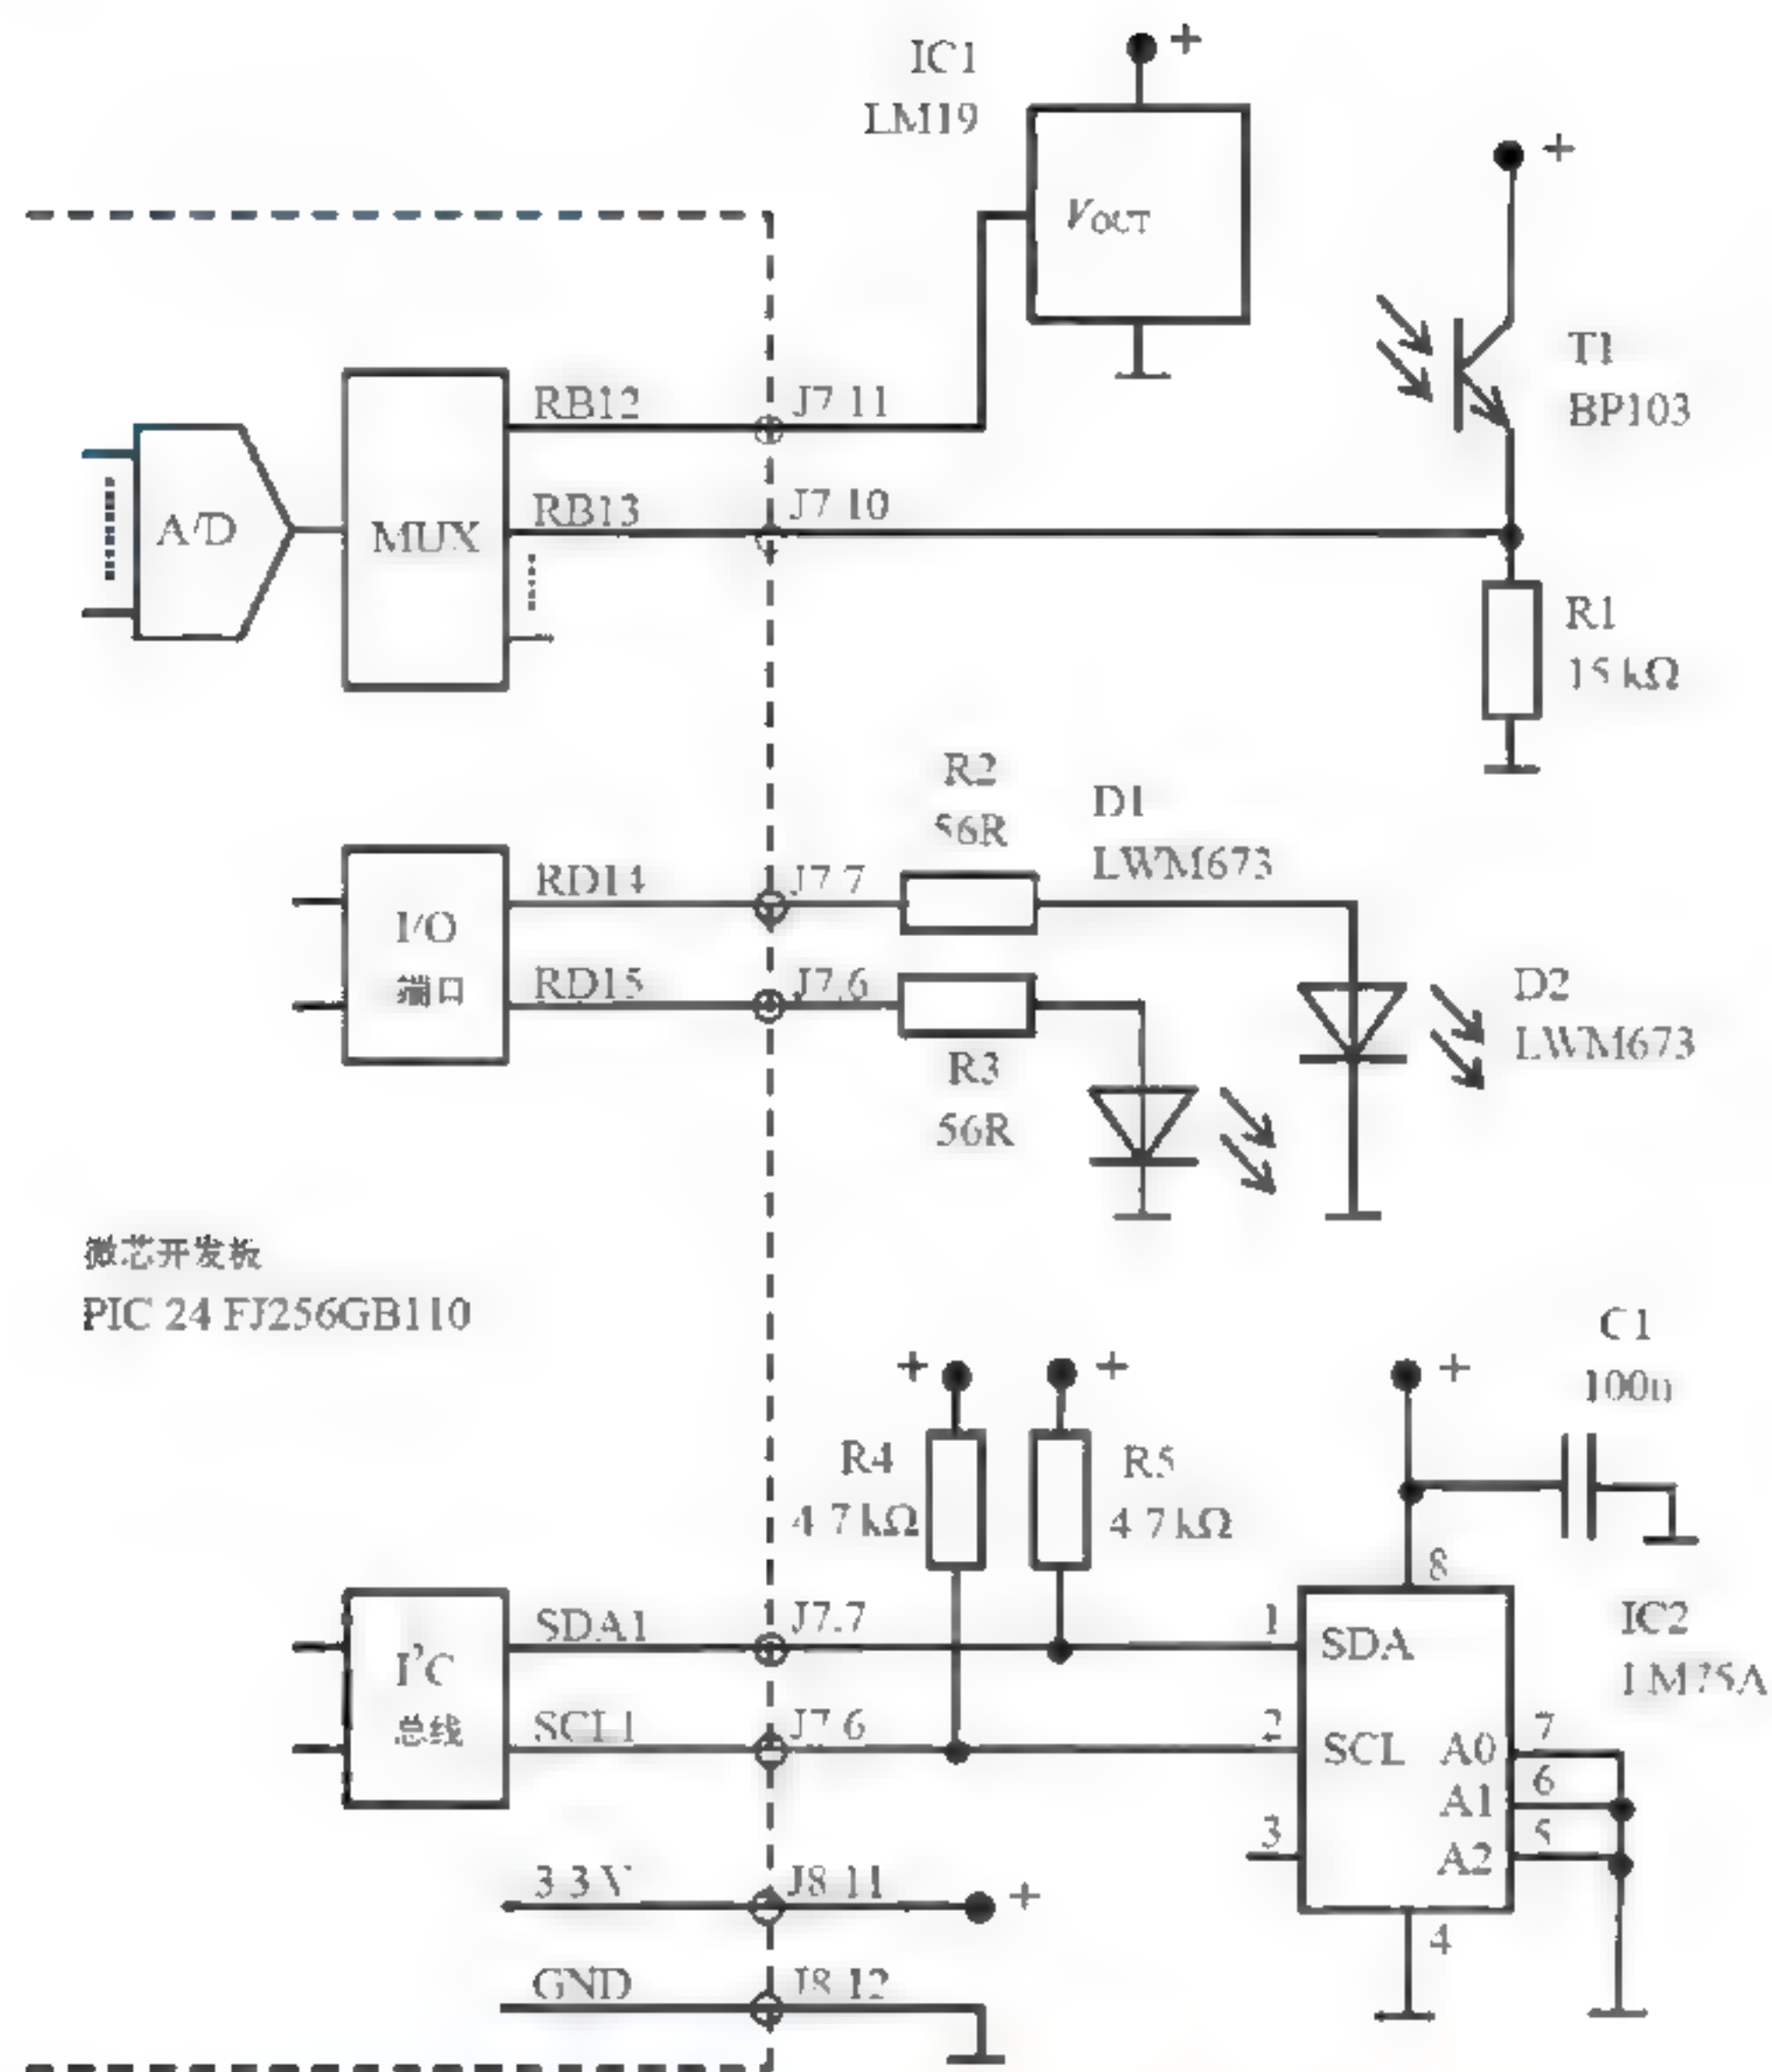 IC1
LM19
+
+
VOUT
T1
BP103
RB12
J7.11
RB13
J7.10
A/D
MUX
R1
15 kΩ
R2
56R
D1
LWM673
RD14
J7.7
I/O
端口
RD15
J7.6
R3
56R
D2
LWM673
微芯开发板
PIC 24 FJ256GB110
C1
100n
+
+
+
R4
4.7 kΩ
R5
4.7 kΩ
8
SDA1
J7.7
1
SDA
IC2
LM75A
I²C
总线
SCL1
J7.6
2
SCL
A0
7
A1
6
A2
5
3
3.3 V
J8.11
+
4
GND
J8.12